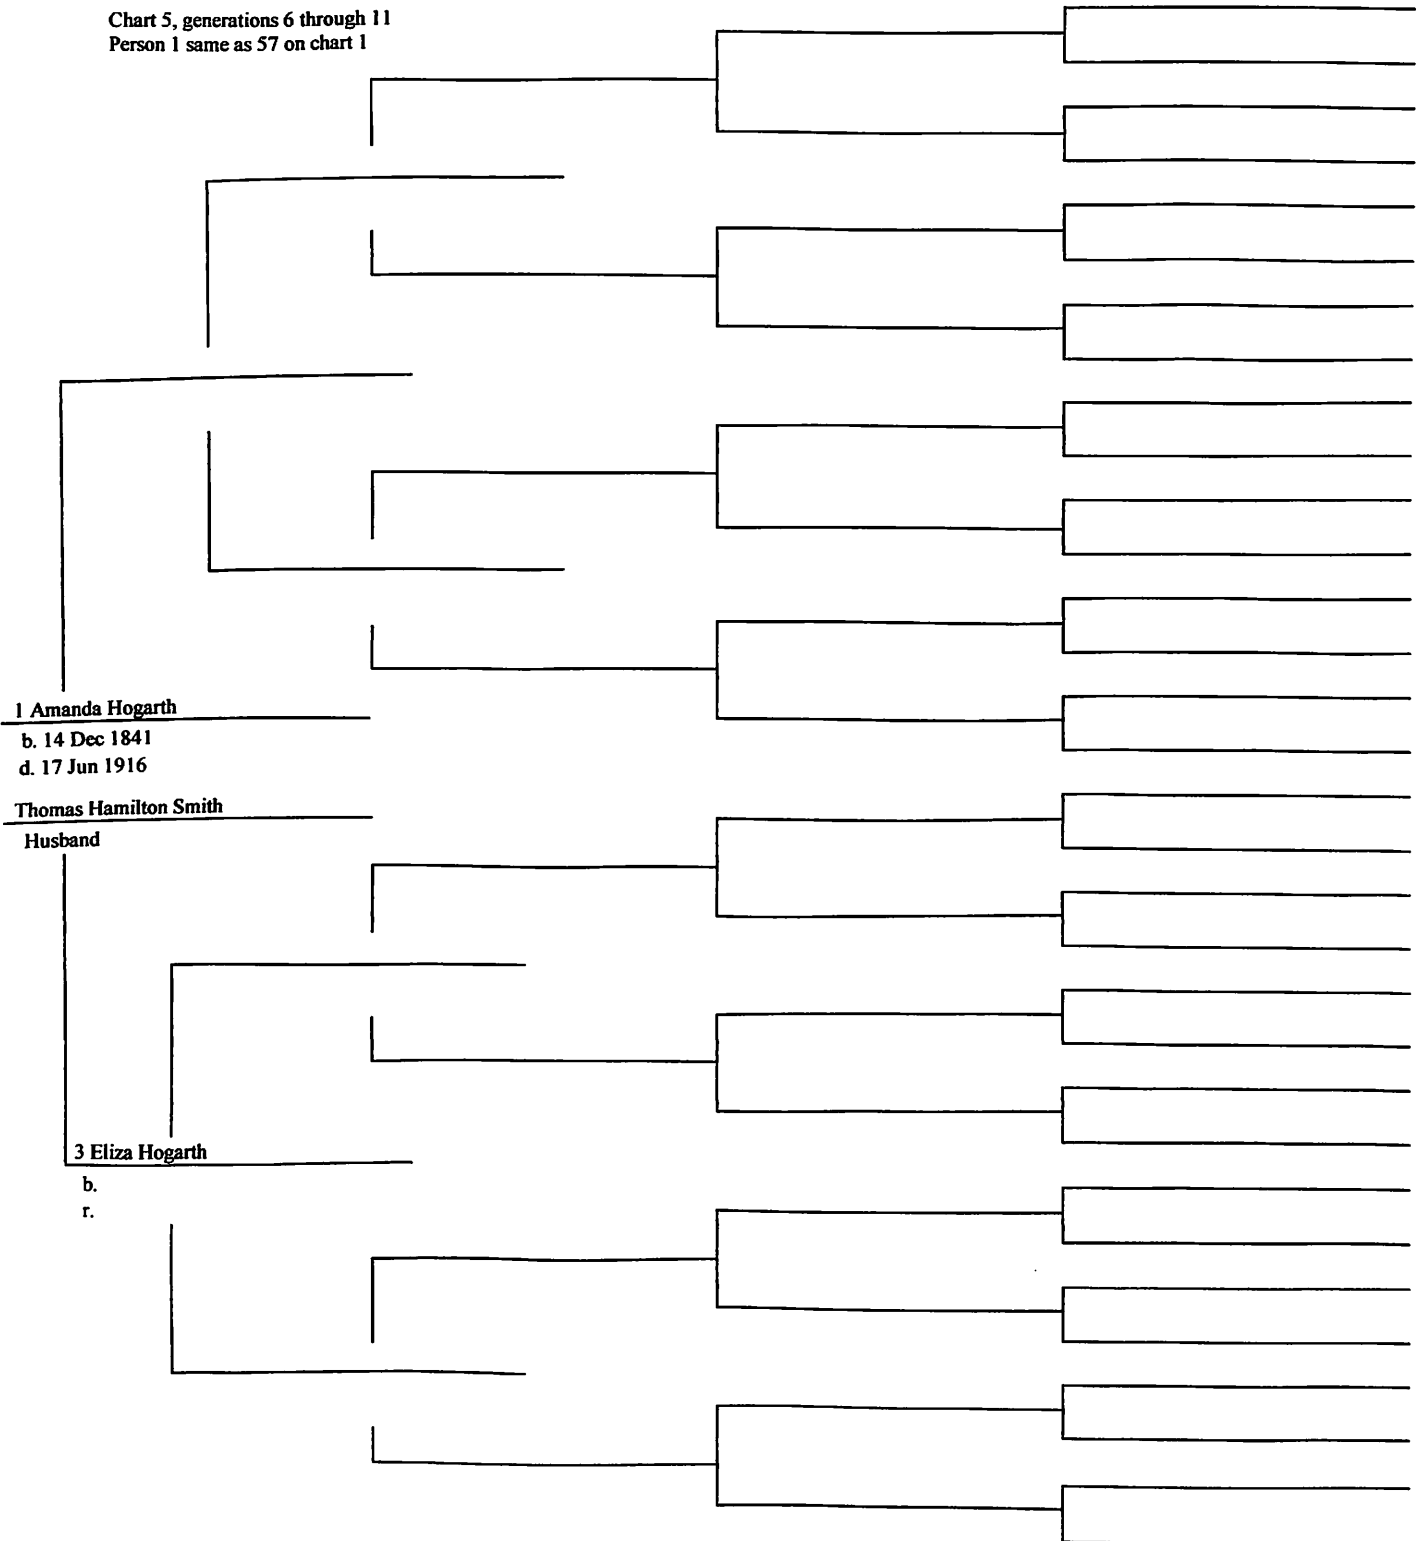 Chart 5, generations 6 through 11
Person 1 same as 57 on chart 1
1 Amanda Hogarth
b. 14 Dec 1841
d. 17 Jun 1916
Thomas Hamilton Smith
Husband
3 Eliza Hogarth
b.
r.